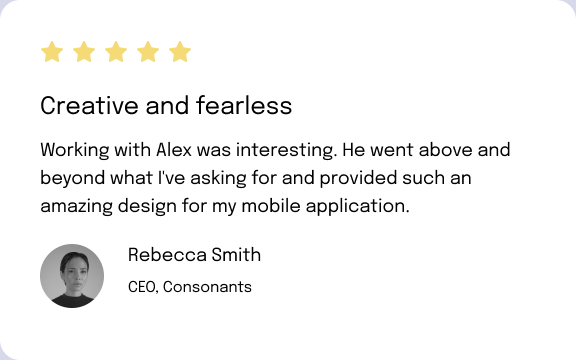 Creative and fearless
Working with Alex was interesting. He went above and
beyond what I've asking for and provided such an
amazing design for my mobile application.
Rebecca Smith
CEO, Consonants